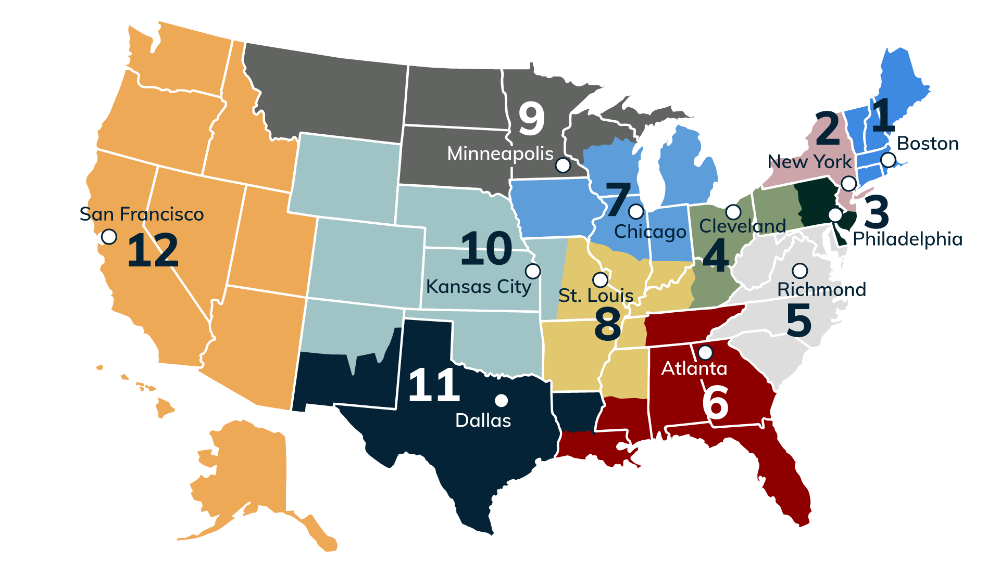 1
Boston
2
New York
3
Philadelphia
9
Minneapolis
7
Chicago
Cleveland
4
San Francisco
12
10
Kansas City
St. Louis
8
Richmond
5
11
Dallas
Atlanta
6